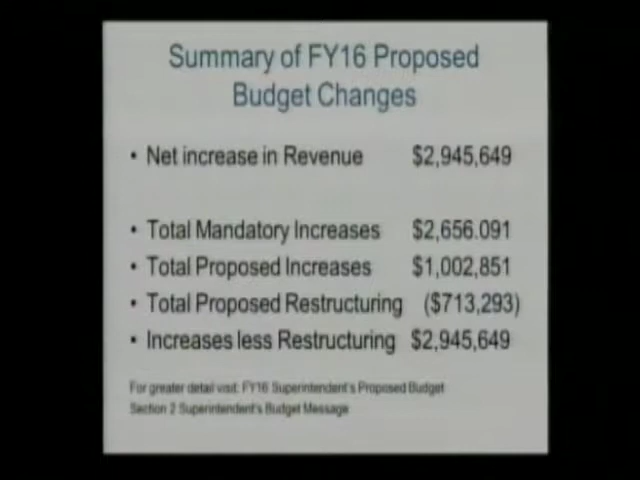 Summary of FY16 Proposed
Budget Changes
• Net increase in Revenue $2,945,649
• Total Mandatory Increases $2,656.091
• Total Proposed Increases $1,002,851
• Total Proposed Restructuring ($713,293)
• Increases less Restructuring $2,945,649
For greater detail visit: FY16 Superintendent's Proposed Budget
Section 2 Superintendent's Budget Message